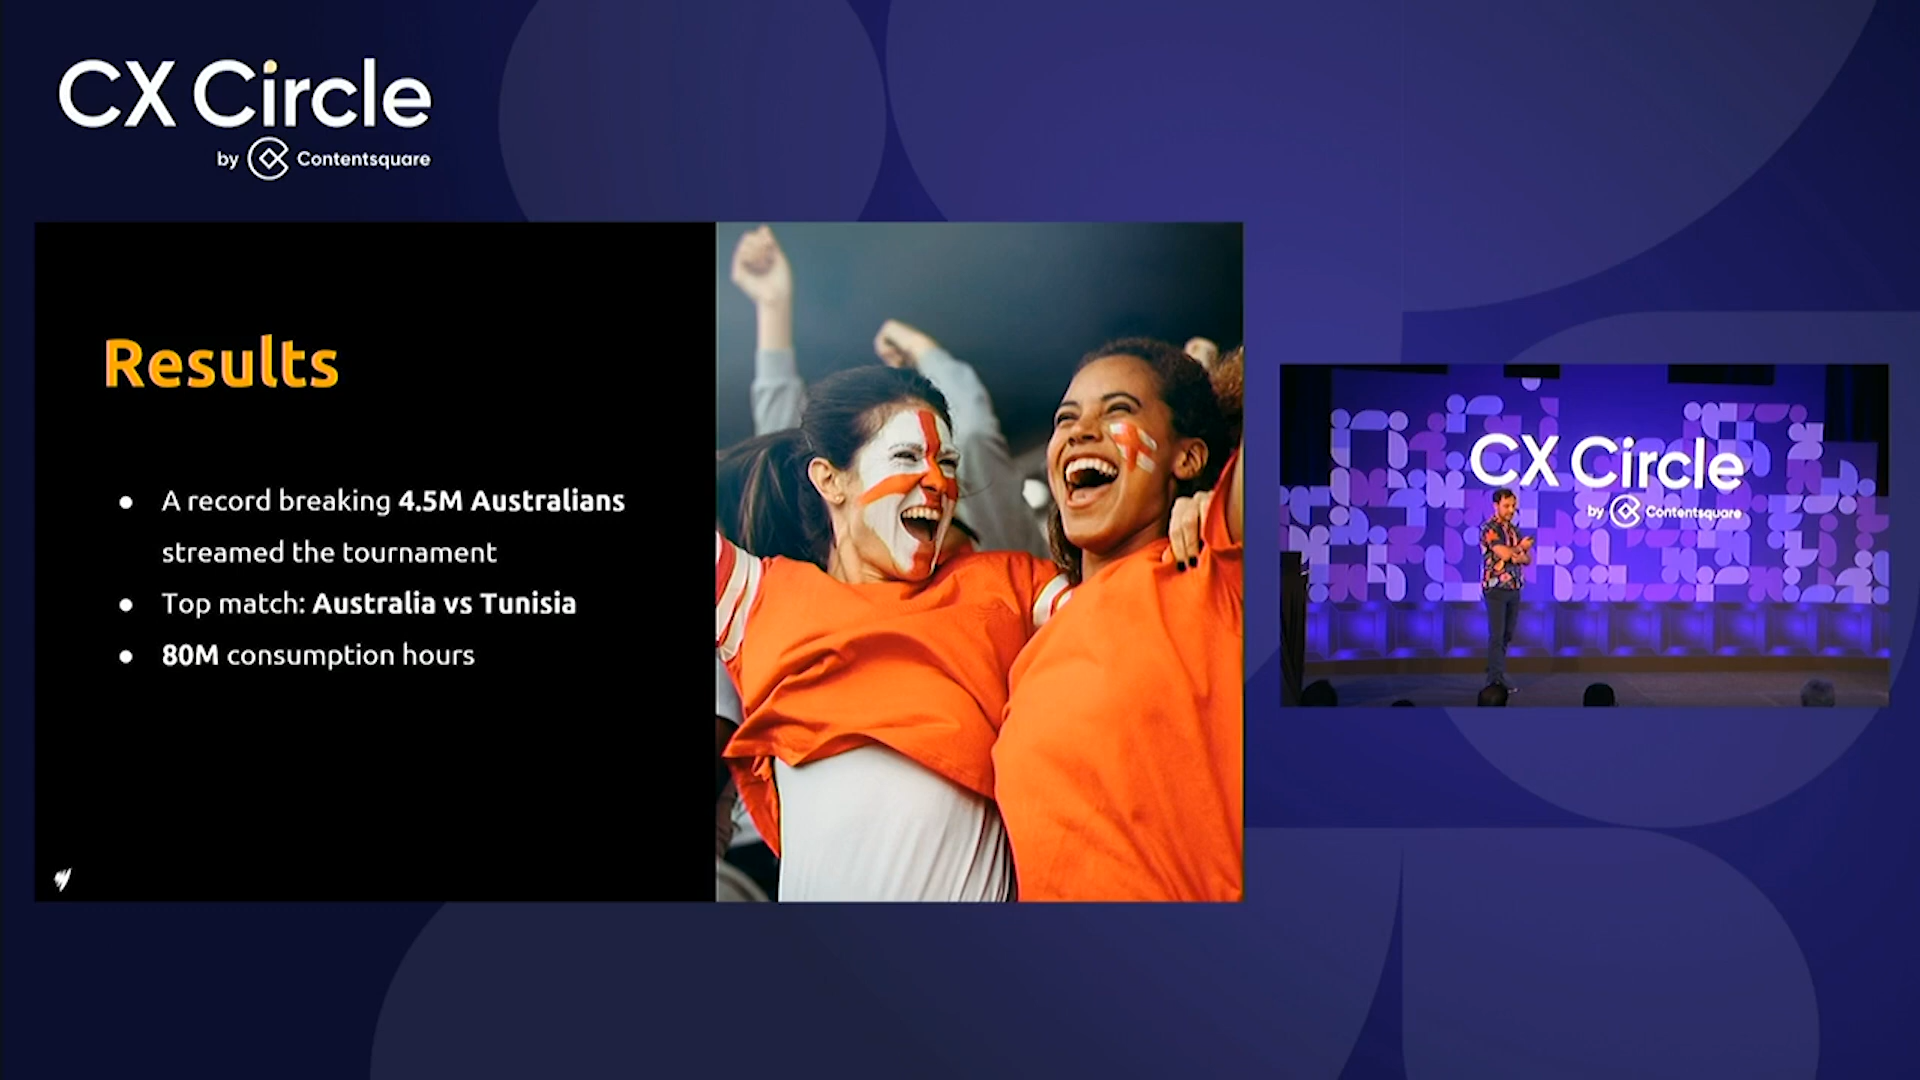 CX Circle
by Contentsquare
Results
● A record breaking 4.5M Australians
streamed the tournament
● Top match: Australia vs Tunisia
● 80M consumption hours
CX Circle
by Contentsquare